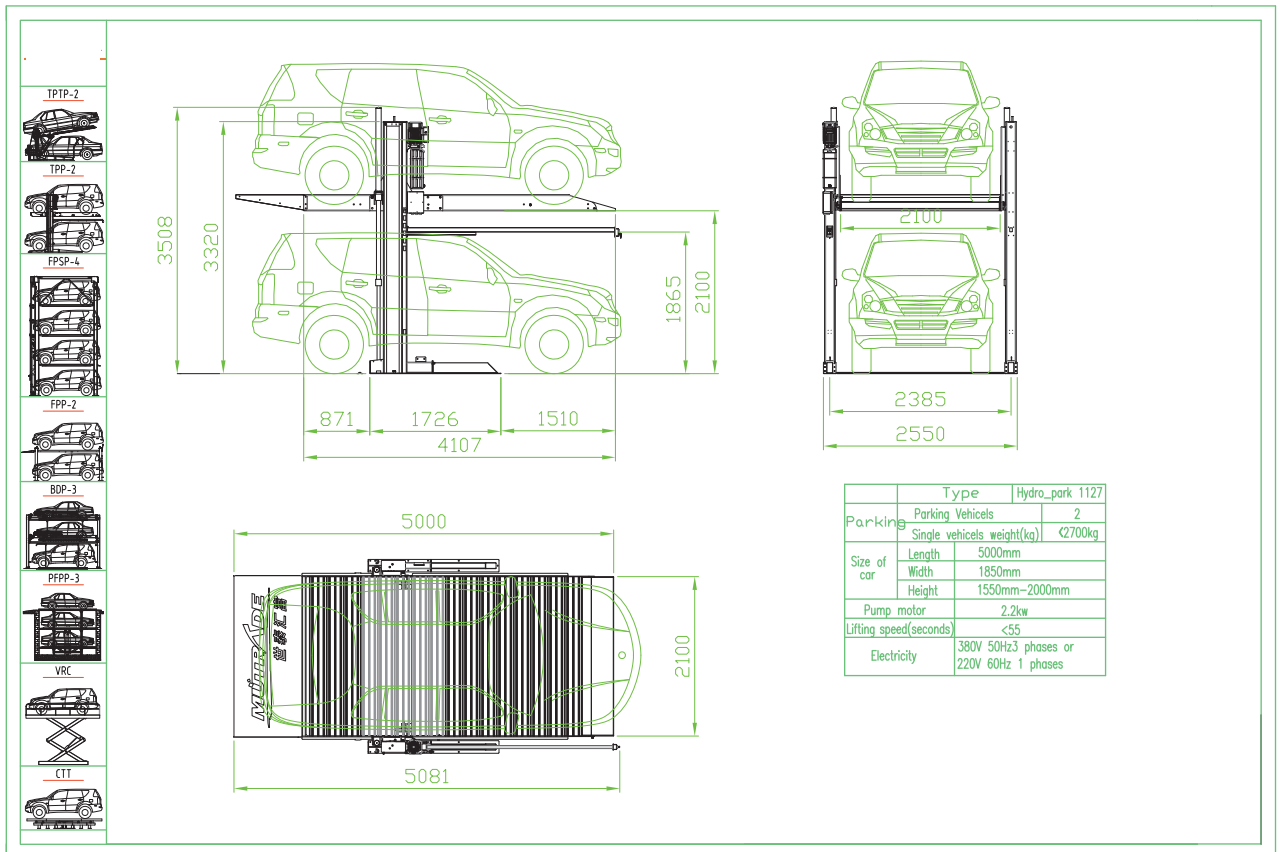 TPTP-2
TPP-2
FPSP-4
FPP-2
BDP-3
PFPP-3
VRC
CTT
3508
3320
1865
2100
871
1726
1510
4107
2100
2385
2550
5000
2100
5081
MUTRADE
Type Hydro_park 1127
Parking
Parking Vehicels 2
Single vehicels weight(kg) <2700kg
Size of
car
Length 5000mm
Width 1850mm
Height 1550mm-2000mm
Pump motor 2.2kw
Lifting speed(seconds) <55
Electricity
380V 50Hz3 phases or
220V 60Hz 1 phases